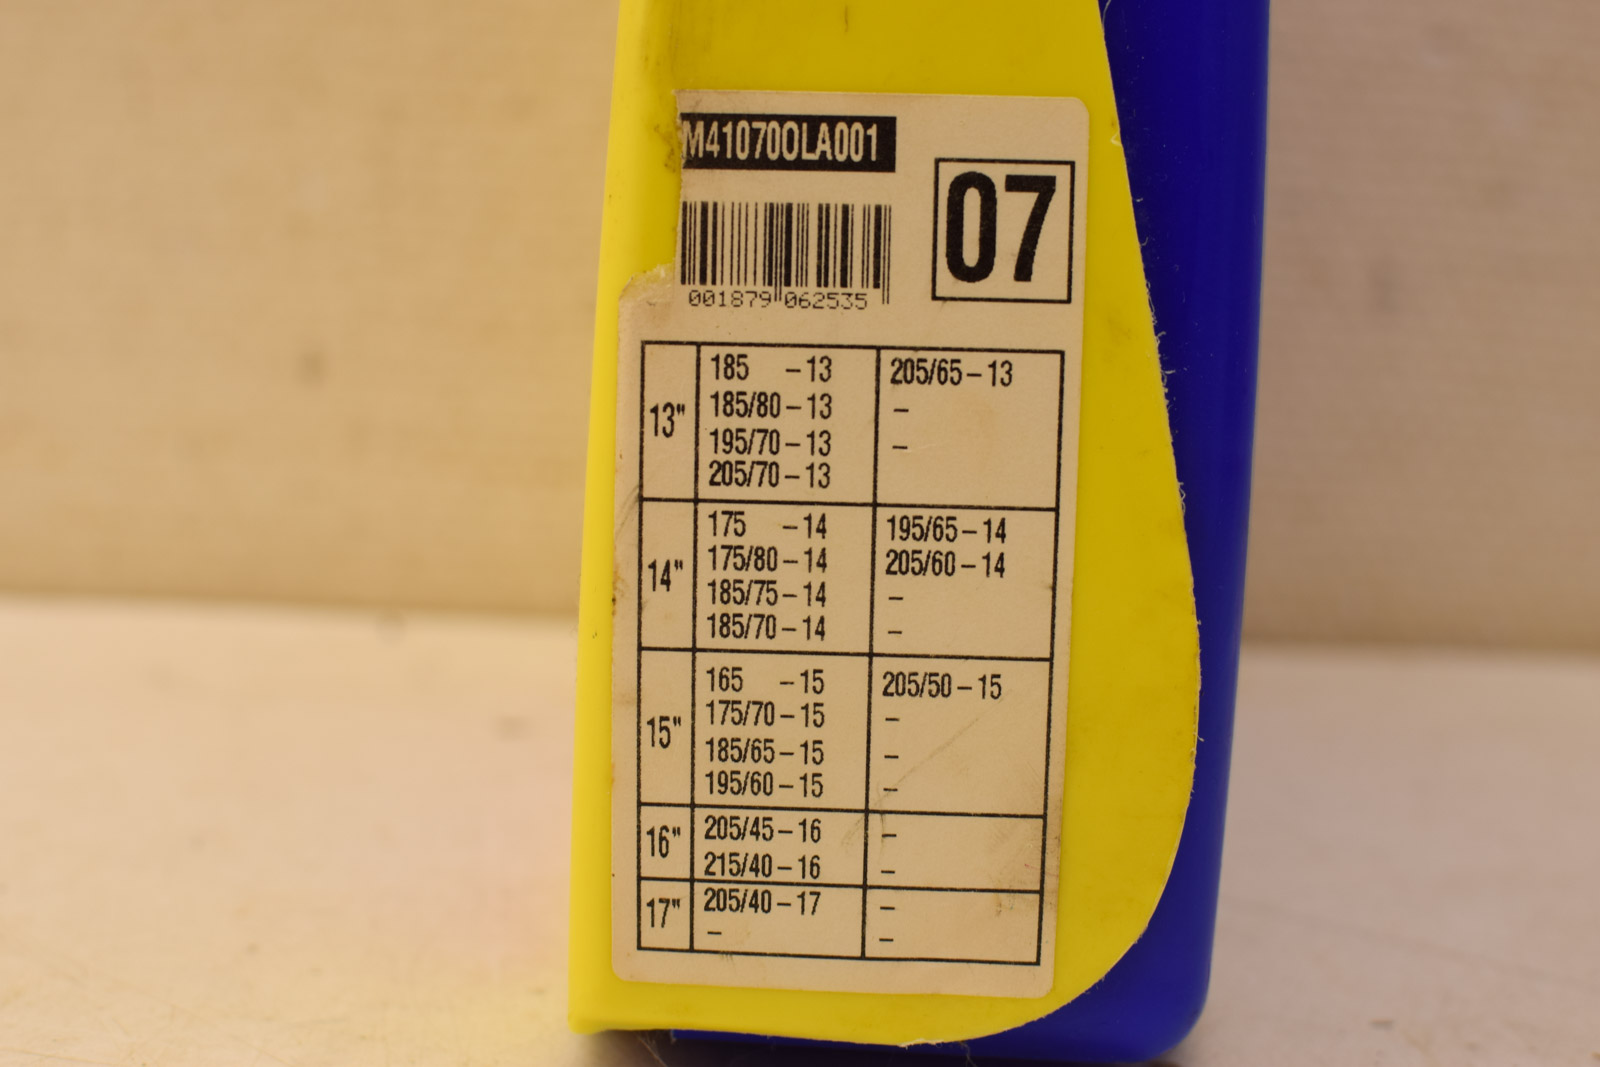 M410700LA001
07
001879 062535
13"
185 – 13
185/80 – 13
195/70 – 13
205/70 – 13
205/65 – 13
–
–
14"
175 – 14
175/80 – 14
185/75 – 14
185/70 – 14
195/65 – 14
205/60 – 14
–
–
15"
165 – 15
175/70 – 15
185/65 – 15
195/60 – 15
205/50 – 15
–
–
–
16"
205/45 – 16
215/40 – 16
–
–
17"
205/40 – 17
–
–
–